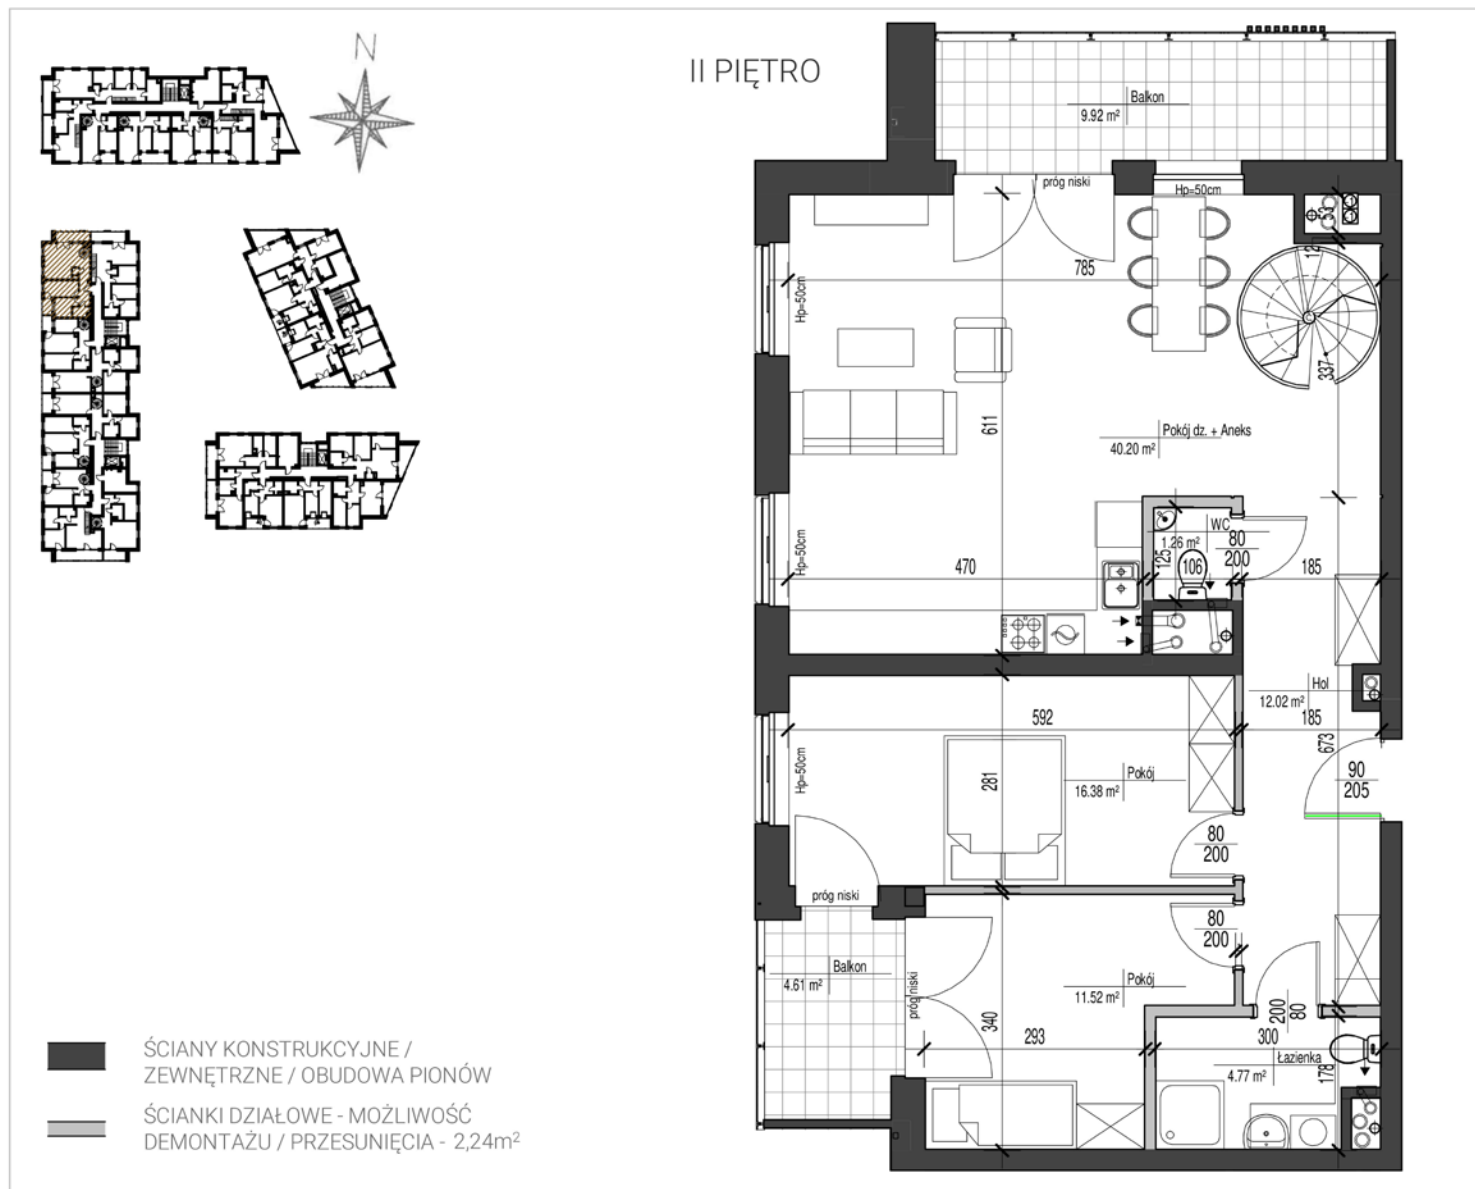 N
II PIĘTRO
Balkon
9.92 m²
próg niski
Hp=50cm
53
12
785
Hp=50cm
337
611
Pokój dz. + Aneks
40.20 m²
WC
1.26 m²
80
200
125
106
470
185
Hp=50cm
Hol
12.02 m²
592
185
673
Hp=50cm
281
Pokój
16.38 m²
90
205
80
200
próg niski
80
200
Balkon
4.61 m²
próg niski
Pokój
11.52 m²
340
293
200
80
300
Łazienka
4.77 m²
178
ŚCIANY KONSTRUKCYJNE /
ZEWNĘTRZNE / OBUDOWA PIONÓW
ŚCIANKI DZIAŁOWE - MOŻLIWOŚĆ
DEMONTAŻU / PRZESUNIĘCIA - 2,24m²